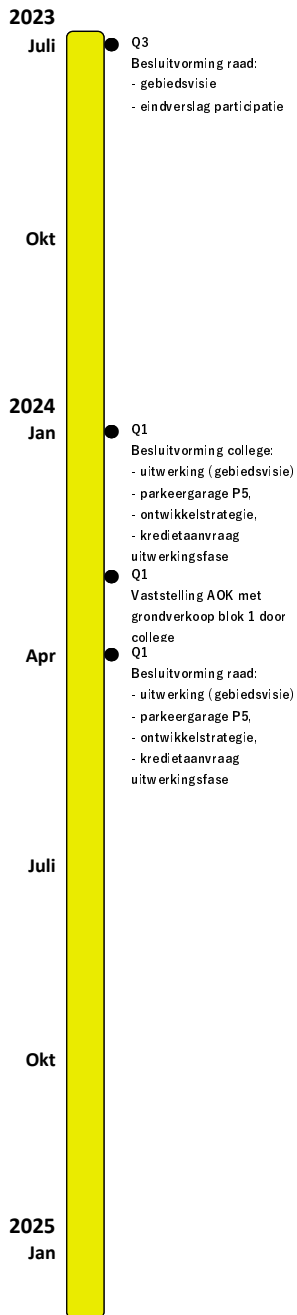 2023
Juli
Q3
Besluitvorming raad:
- gebiedsvisie
- eindverslag participatie
Okt
2024
Jan
Q1
Besluitvorming college:
- uitwerking (gebiedsvisie)
- parkeergarage P5,
- ontwikkelstrategie,
- kredietaanvraag
uitwerkingsfase
Q1
Vaststelling AOK met
grondverkoop blok 1 door
college
Apr
Q1
Besluitvorming raad:
- uitwerking (gebiedsvisie)
- parkeergarage P5,
- ontwikkelstrategie,
- kredietaanvraag
uitwerkingsfase
Juli
Okt
2025
Jan